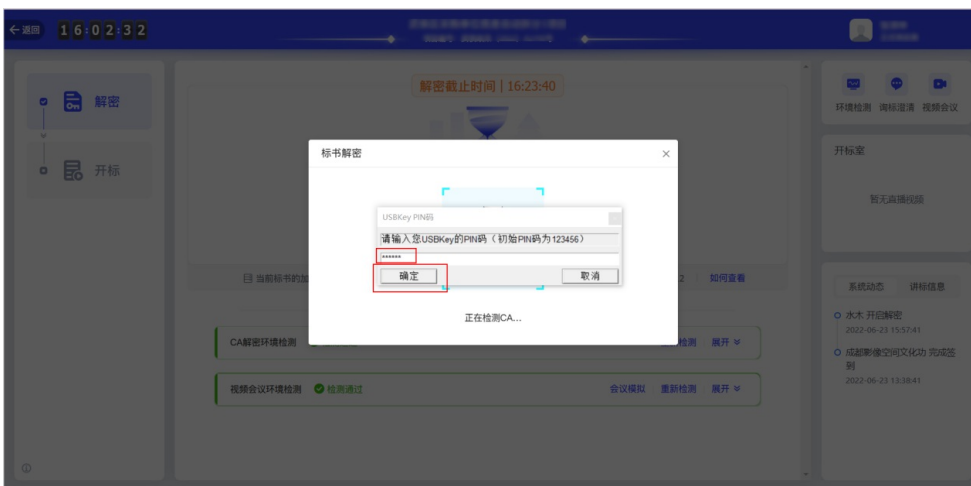 返回 16:02:32
解密
开标
解密截止时间 | 16:23:40
标书解密
USBKey PIN码
请输入您USBKey的PIN码（初始PIN码为123456）
******
确定 取消
正在检测CA...
当前标书的加
2 如何查看
CA解密环境检测
检测 展开
视频会议环境检测 检测通过 会议模拟 重新检测 展开
环境检测 询标澄清 视频会议
开标室
暂无直播视频
系统动态 讲标信息
水木 开启解密
2022-06-23 15:57:41
成都影像空间文化功 完成签
到
2022-06-23 13:38:41